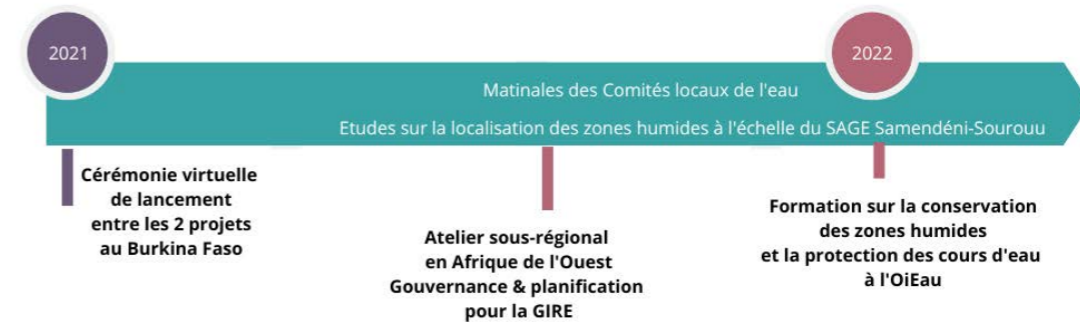 2021
2022
Matinales des Comités locaux de l'eau
Etudes sur la localisation des zones humides à l'échelle du SAGE Samendéni-Sorouu
Cérémonie virtuelle
de lancement
entre les 2 projets
au Burkina Faso
Atelier sous-régional
en Afrique de l'Ouest
Gouvernance & planification
pour la GIRE
Formation sur la conservation
des zones humides
et la protection des cours d'eau
à l'OiEau